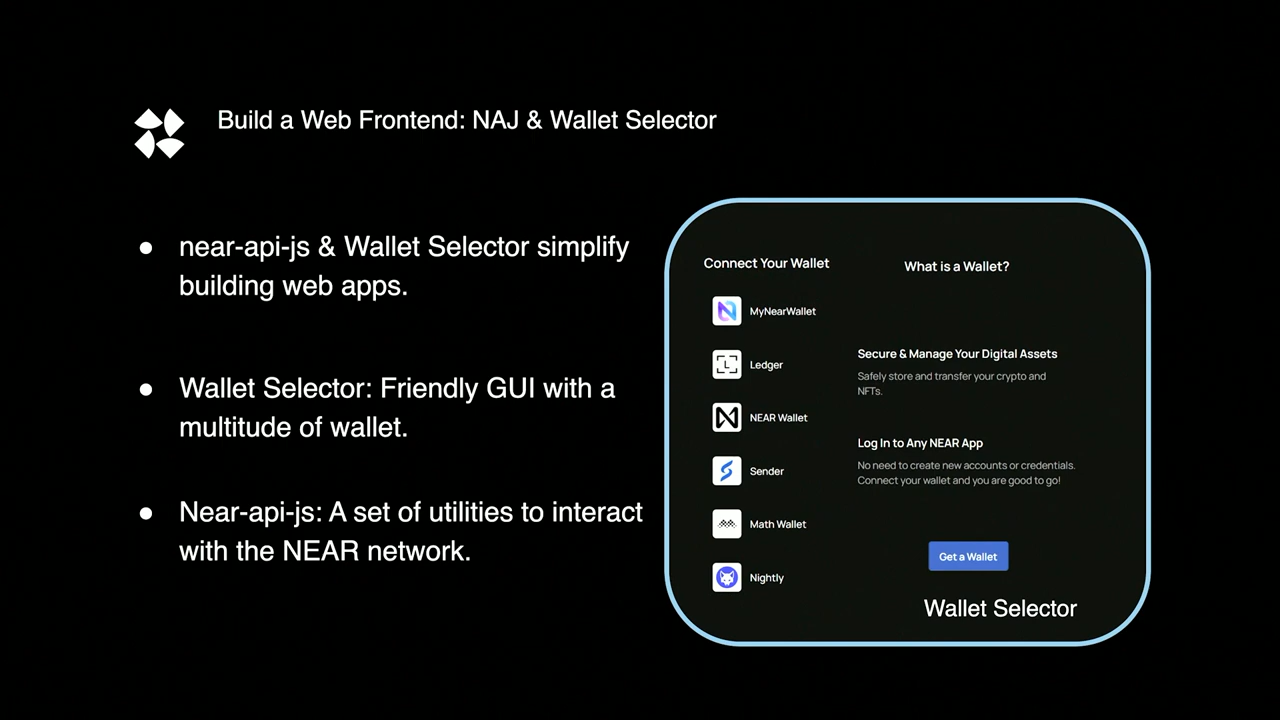 Build a Web Frontend: NAJ & Wallet Selector
● near-api-js & Wallet Selector simplify
building web apps.
● Wallet Selector: Friendly GUI with a
multitude of wallet.
● Near-api-js: A set of utilities to interact
with the NEAR network.
Connect Your Wallet
MyNearWallet
Ledger
NEAR Wallet
Sender
Math Wallet
Nightly
What is a Wallet?
Secure & Manage Your Digital Assets
Safely store and transfer your crypto and
NFTs.
Log In to Any NEAR App
No need to create new accounts or credentials.
Connect your wallet and you are good to go!
Get a Wallet
Wallet Selector